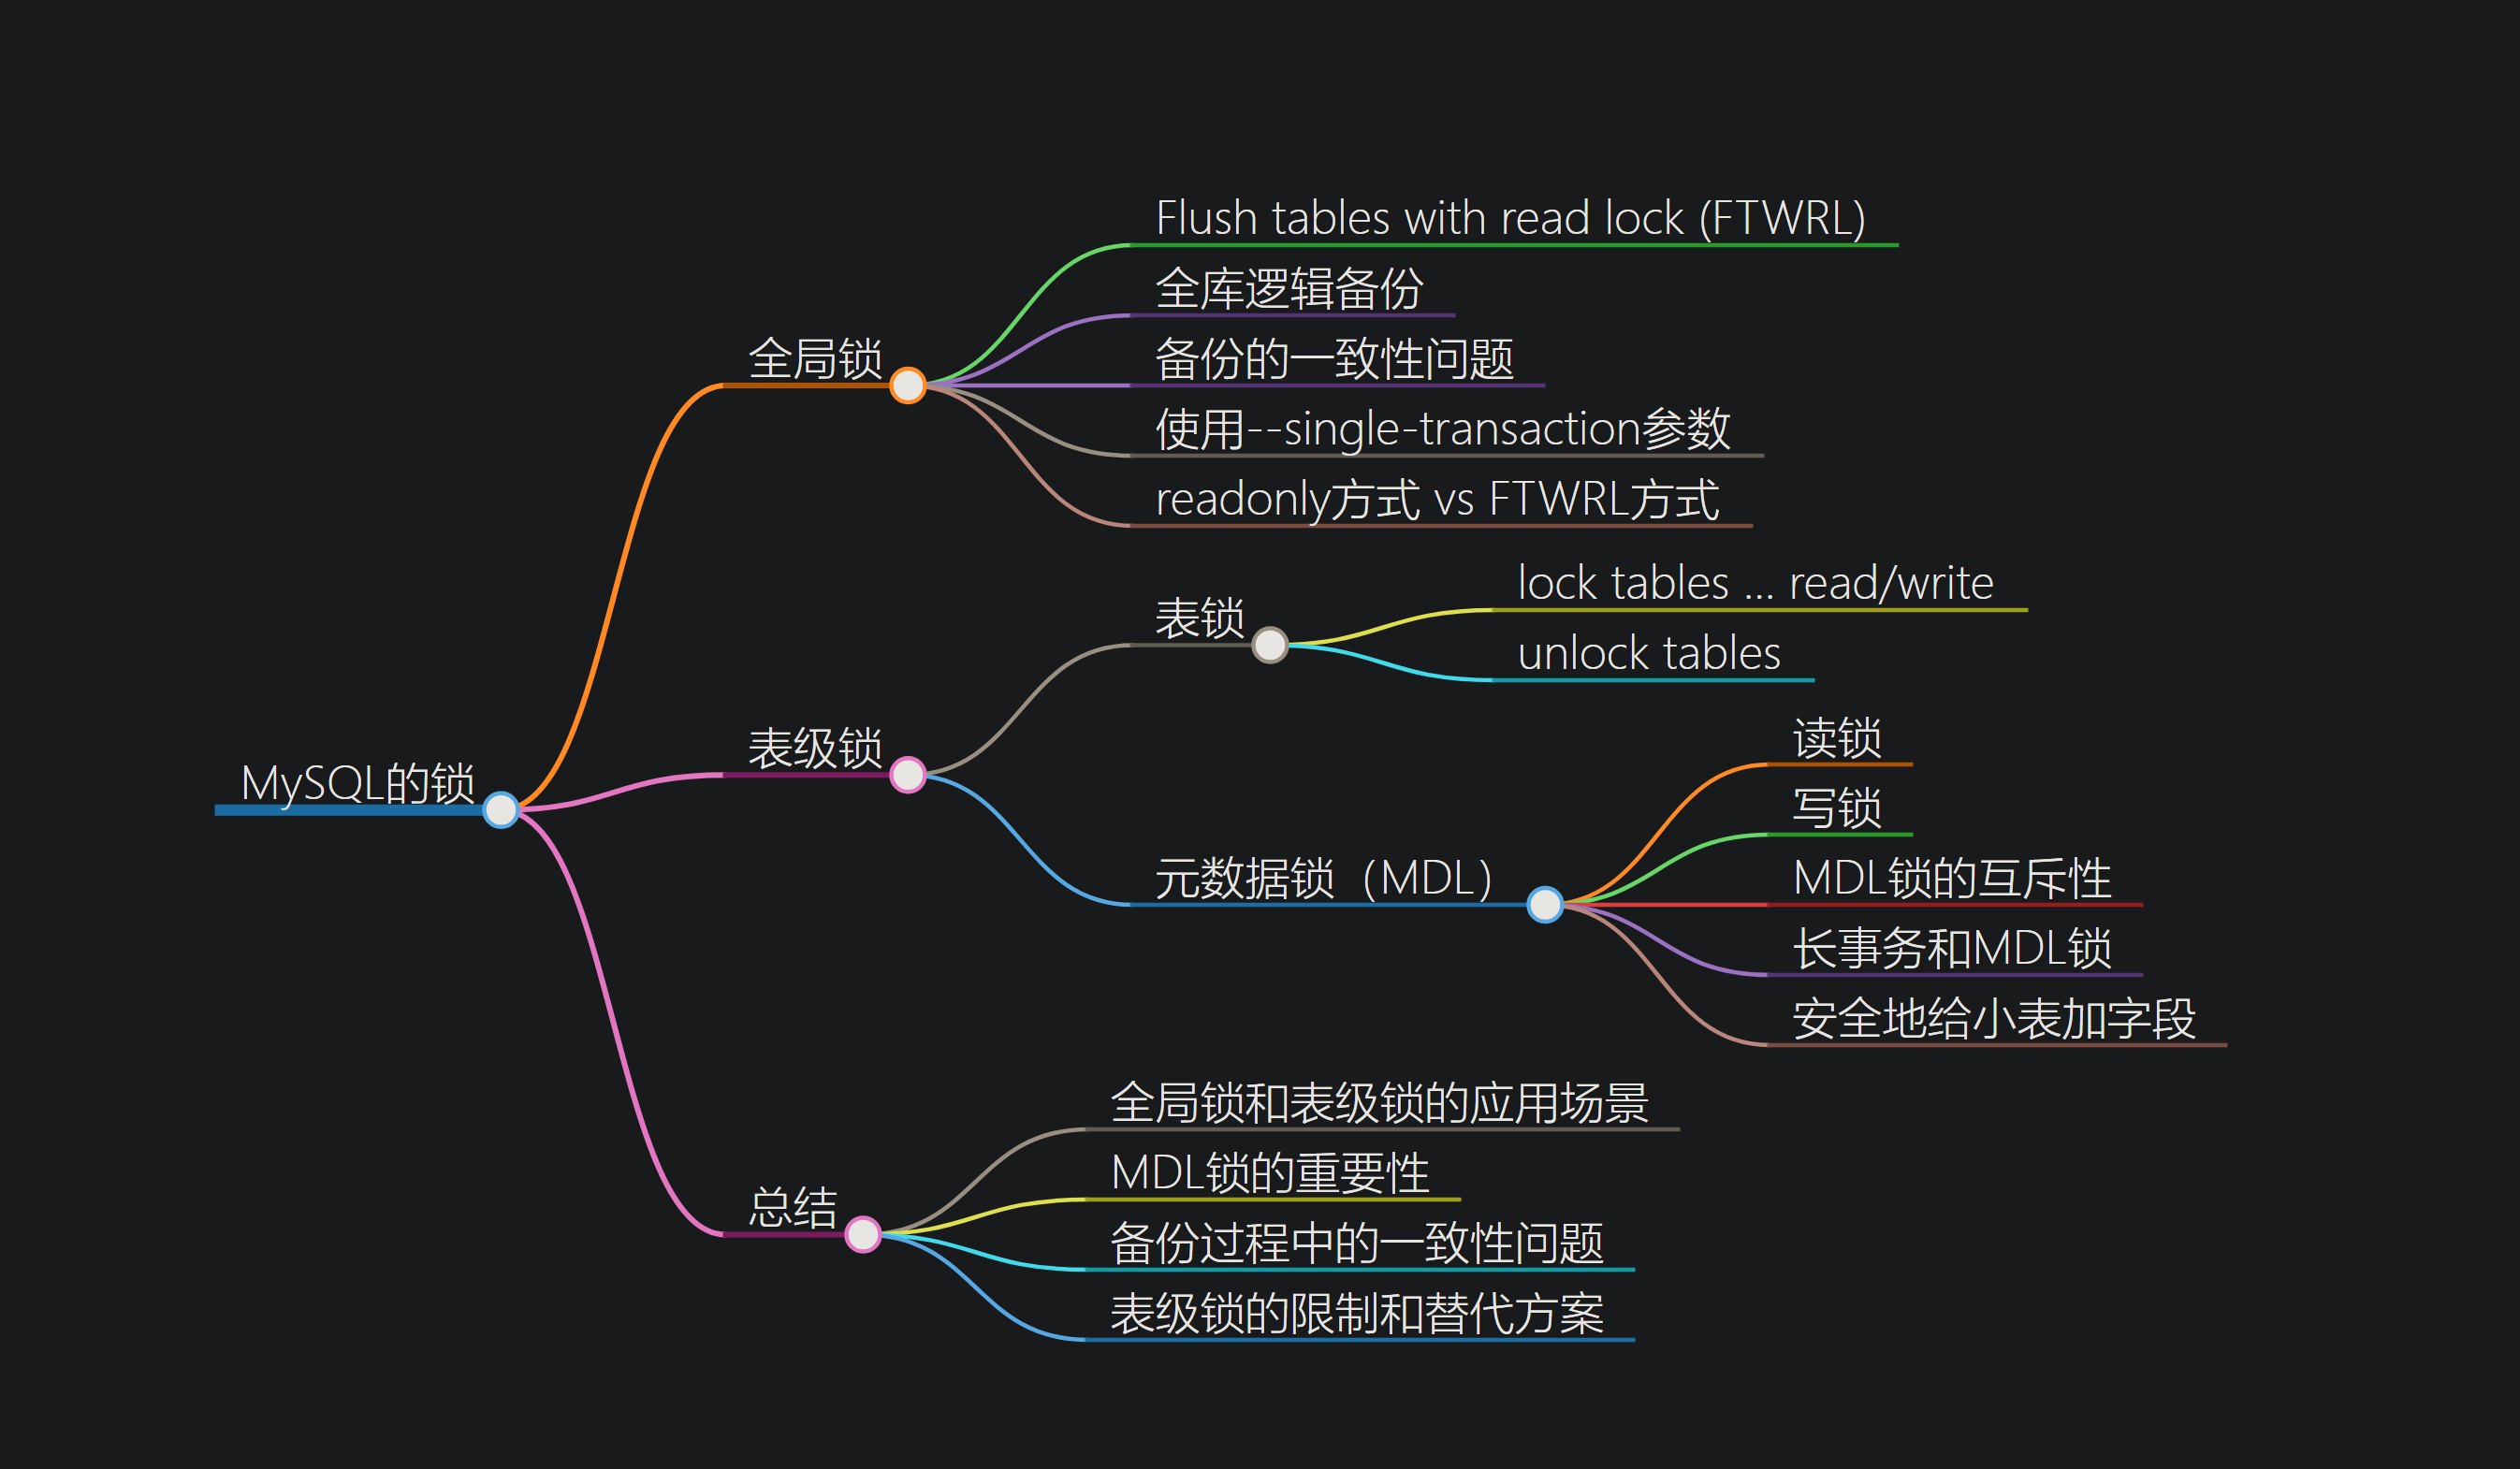 MySQL的锁
全局锁
Flush tables with read lock (FTWRL)
全库逻辑备份
备份的一致性问题
使用--single-transaction参数
readonly方式 vs FTWRL方式
表级锁
表锁
lock tables ... read/write
unlock tables
元数据锁（MDL）
读锁
写锁
MDL锁的互斥性
长事务和MDL锁
安全地给小表加字段
总结
全局锁和表级锁的应用场景
MDL锁的重要性
备份过程中的一致性问题
表级锁的限制和替代方案